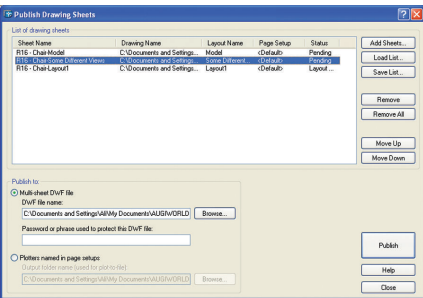 Publish Drawing Sheets
List of drawing sheets
Sheet Name Drawing Name Layout Name Page Setup Status
R16 - Chair-Model C:\Documents and Settings... Model <Default> Pending
R16 - Chair-Some Different Views C:\Documents and Settings... Some Different... <Default> Pending
R16 - Chair-Layout1 C:\Documents and Settings... Layout1 <Default> Layout ...
Add Sheets...
Load List...
Save List...
Remove
Remove All
Move Up
Move Down
Publish to:
Multi-sheet DWF file
DWF file name:
C:\Documents and Settings\All\My Documents\AUGIWORLD Browse...
Password or phrase used to protect this DWF file:
Plotters named in page setups
Output folder name (used for plot-to-file)
C:\Documents and Settings\All\My Documents\AUGIWORLD Browse...
Publish
Help
Close